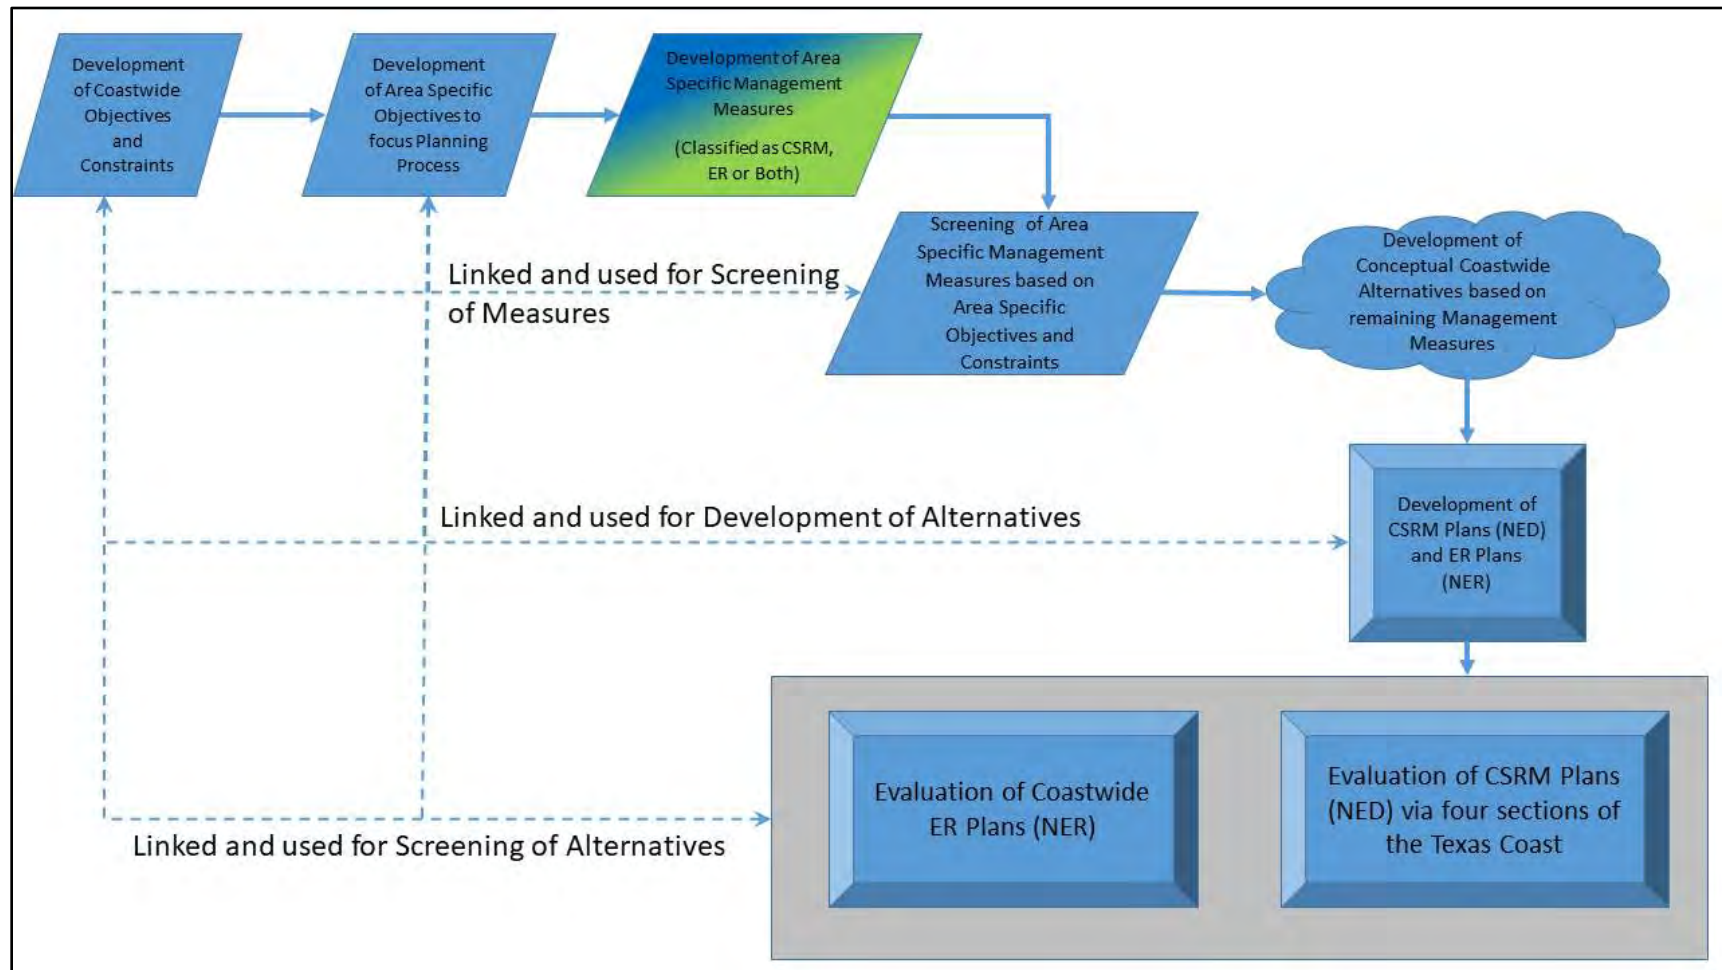 Development
of Coastwide
Objectives
and
Constraints
Development
of Area Specific
Objectives to
focus Planning
Process
Development of Area
Specific Management
Measures
(Classified as CSRM,
ER or Both)
Screening of Area
Specific Management
Measures based on
Area Specific
Objectives and
Constraints
Development of
Conceptual Coastwide
Alternatives based on
remaining Management
Measures
Linked and used for Screening
of Measures
Linked and used for Development of Alternatives
Development of
CSRM Plans (NED)
and ER Plans
(NER)
Linked and used for Screening of Alternatives
Evaluation of Coastwide
ER Plans (NER)
Evaluation of CSRM Plans
(NED) via four sections of
the Texas Coast